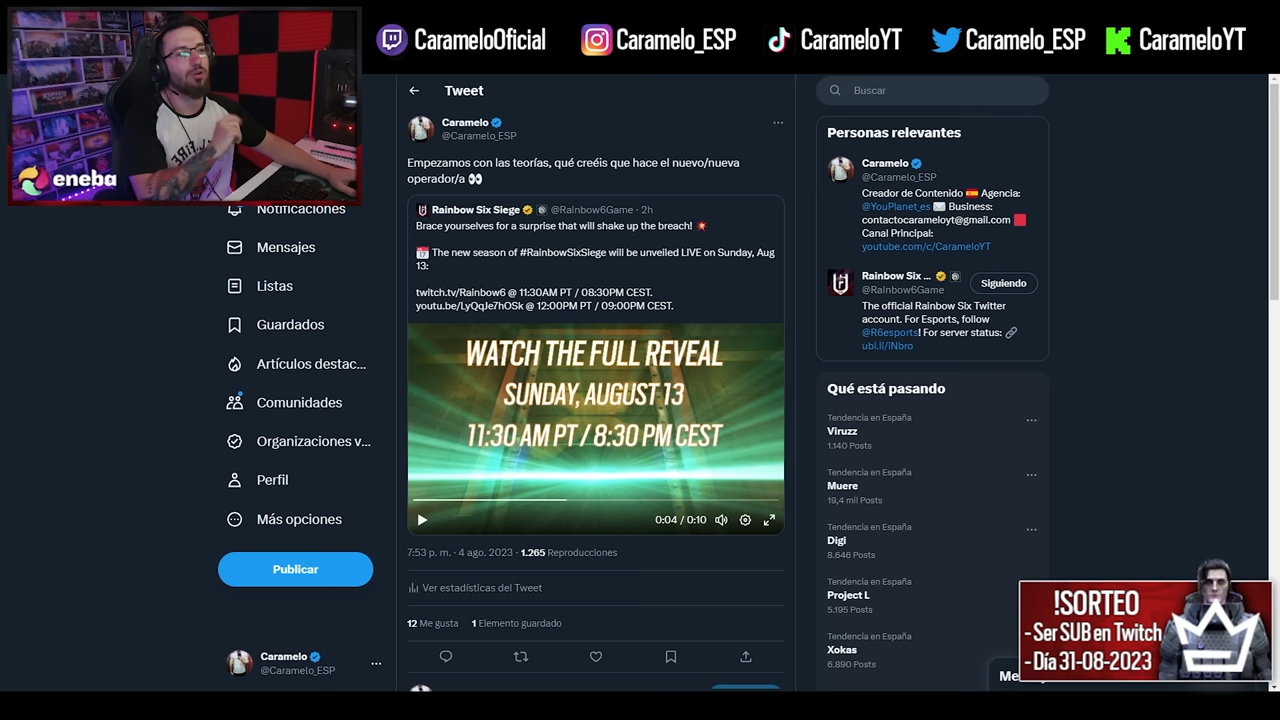 CarameloOficial
Caramelo_ESP
CarameloYT
Caramelo_ESP
CarameloYT
eneba
Notificaciones
Mensajes
Listas
Guardados
Artículos destac...
Comunidades
Organizaciones v...
Perfil
Más opciones
Publicar
Caramelo
@Caramelo_ESP
Tweet
Caramelo
@Caramelo_ESP
Empezamos con las teorías, qué creéis que hace el nuevo/nueva
operador/a 👀
Rainbow Six Siege @RaInbow6Game · 2h
Brace yourselves for a surprise that will shake up the breach! 💥
📅 The new season of #RainbowSixSiege will be unveiled LIVE on Sunday, Aug
13:
twitch.tv/Rainbow6 @ 11:30AM PT / 08:30PM CEST.
youtu.be/LyQqJe7hOSk @ 12:00PM PT / 09:00PM CEST.
WATCH THE FULL REVEAL
SUNDAY, AUGUST 13
11:30 AM PT / 8:30 PM CEST
0:04 / 0:10
7:53 p. m. · 4 ago. 2023 · 1.265 Reproducciones
Ver estadísticas del Tweet
12 Me gusta 1 Elemento guardado
Buscar
Personas relevantes
Caramelo
@Caramelo_ESP
Creador de Contenido 🇪🇸 Agencia:
@YouPlanet_es ✉️ Business:
contactocarameloyt@gmail.com 🟥
Canal Principal:
youtube.com/c/CarameloYT
Rainbow Six ...
@RaInbow6Game
Siguiendo
The official Rainbow Six Twitter
account. For Esports, follow
@R6esports! For server status: 🔗
ubi.li/lNbro
Qué está pasando
Tendencia en España
Viruzz
1.140 Posts
Tendencia en España
Muere
19,4 mil Posts
Tendencia en España
Digi
8.646 Posts
Tendencia en España
Project L
5.195 Posts
Tendencia en España
Xokas
6.890 Posts
!SORTEO
- Ser SUB en Twitch
- Día 31-08-2023